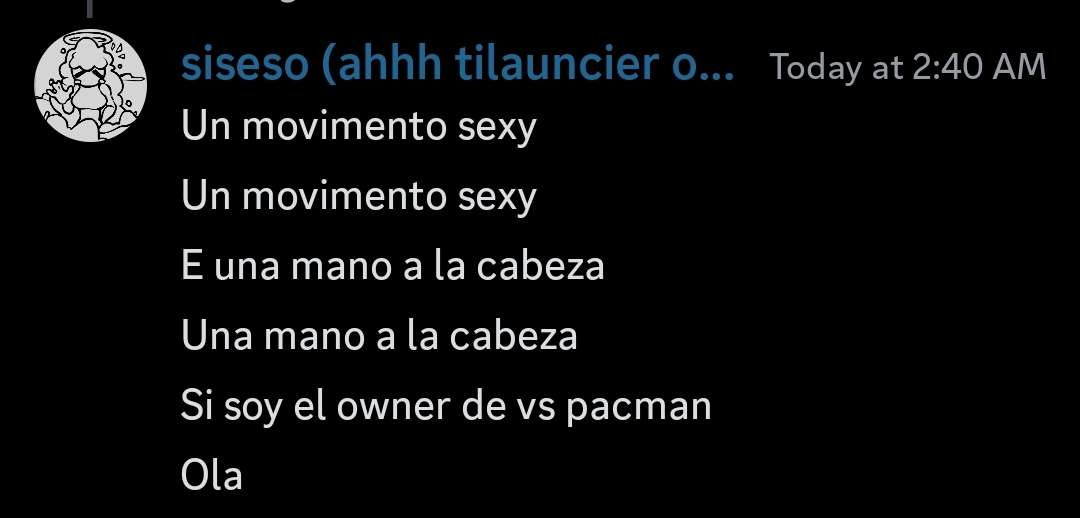 siseso (ahhh tilauncier o... Today at 2:40 AM
Un movimento sexy
Un movimento sexy
E una mano a la cabeza
Una mano a la cabeza
Si soy el owner de vs pacman
Ola